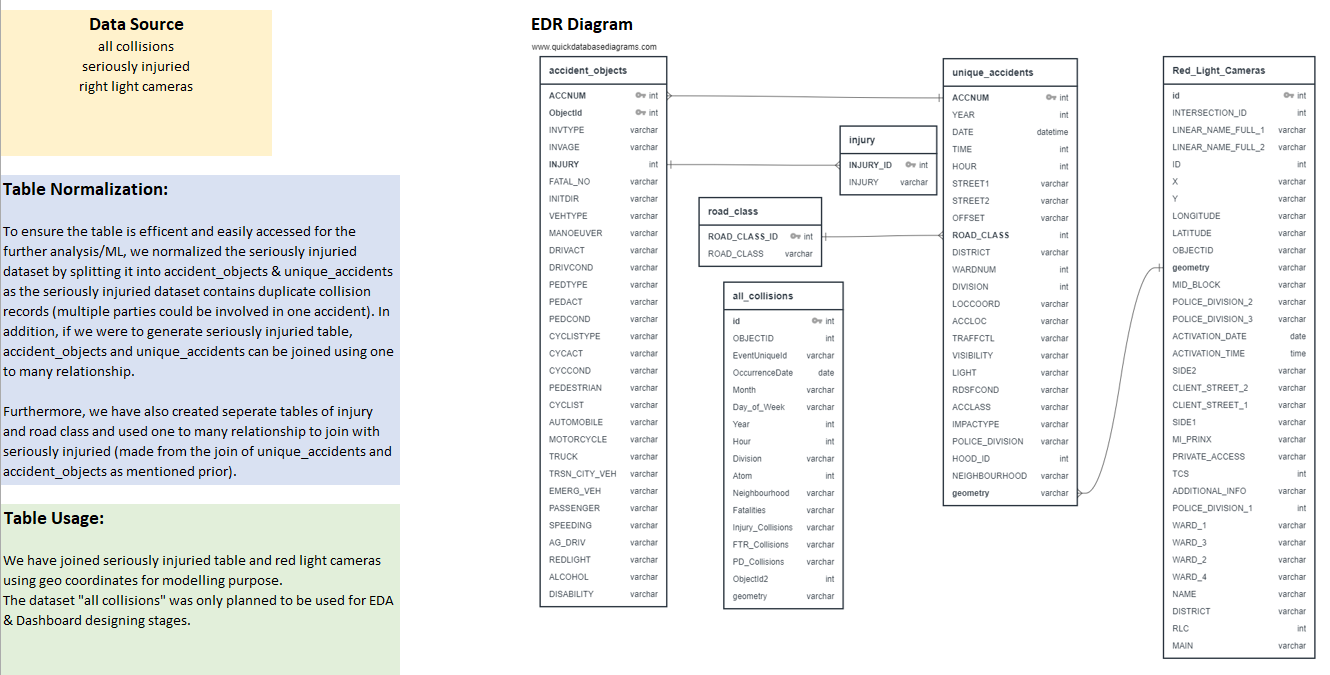 Data Source
all collisions
seriously injuried
right light cameras
Table Normalization:
To ensure the table is efficent and easily accessed for the
further analysis/ML, we normalized the seriously injuried
dataset by splitting it into accident_objects & unique_accidents
as the seriously injuried dataset contains duplicate collision
records (multiple parties could be involved in one accident). In
addition, if we were to generate seriously injuried table,
accident_objects and unique_accidents can be joined using one
to many relationship.
Furthermore, we have also created seperate tables of injury
and road class and used one to many relationship to join with
seriously injuried (made from the join of unique_accidents and
accident_objects as mentioned prior).
Table Usage:
We have joined seriously injuried table and red light cameras
using geo coordinates for modelling purpose.
The dataset "all collisions" was only planned to be used for EDA
& Dashboard designing stages.
EDR Diagram
www.quickdatabasediagrams.com
accident_objects
ACCNUM int
ObjectId int
INVTYPE varchar
INVAGE varchar
INJURY int
FATAL_NO varchar
INITDIR varchar
VEHTYPE varchar
MANOEUVER varchar
DRIVACT varchar
DRIVCOND varchar
PEDTYPE varchar
PEDACT varchar
PEDCOND varchar
CYCLISTYPE varchar
CYCACT varchar
CYCCOND varchar
PEDESTRIAN varchar
CYCLIST varchar
AUTOMOBILE varchar
MOTORCYCLE varchar
TRUCK varchar
TRSN_CITY_VEH varchar
EMERG_VEH varchar
PASSENGER varchar
SPEEDING varchar
AG_DRIV varchar
REDLIGHT varchar
ALCOHOL varchar
DISABILITY varchar
injury
INJURY_ID int
INJURY varchar
road_class
ROAD_CLASS_ID int
ROAD_CLASS varchar
all_collisions
id int
OBJECTID int
EventUniqueId varchar
OccurrenceDate date
Month varchar
Day_of_Week varchar
Year int
Hour int
Division varchar
Atom int
Neighbourhood varchar
Fatalities varchar
Injury_Collisions varchar
FTR_Collisions varchar
PD_Collisions varchar
ObjectId2 int
geometry varchar
unique_accidents
ACCNUM int
YEAR int
DATE datetime
TIME int
HOUR int
STREET1 varchar
STREET2 varchar
OFFSET varchar
ROAD_CLASS int
DISTRICT varchar
WARDNUM int
DIVISION int
LOCCOORD varchar
ACCLOC varchar
TRAFFCTL varchar
VISIBILITY varchar
LIGHT varchar
RDSFCOND varchar
ACCLASS varchar
IMPACTYPE varchar
POLICE_DIVISION varchar
HOOD_ID int
NEIGHBOURHOOD varchar
geometry varchar
Red_Light_Cameras
id int
INTERSECTION_ID int
LINEAR_NAME_FULL_1 varchar
LINEAR_NAME_FULL_2 varchar
ID int
X varchar
Y varchar
LONGITUDE varchar
LATITUDE varchar
OBJECTID varchar
geometry varchar
MID_BLOCK varchar
POLICE_DIVISION_2 varchar
POLICE_DIVISION_3 varchar
ACTIVATION_DATE date
ACTIVATION_TIME time
SIDE2 varchar
CLIENT_STREET_2 varchar
CLIENT_STREET_1 varchar
SIDE1 varchar
MI_PRINX varchar
PRIVATE_ACCESS varchar
TCS int
ADDITIONAL_INFO varchar
POLICE_DIVISION_1 int
WARD_1 varchar
WARD_3 varchar
WARD_2 varchar
WARD_4 varchar
NAME varchar
DISTRICT varchar
RLC int
MAIN varchar